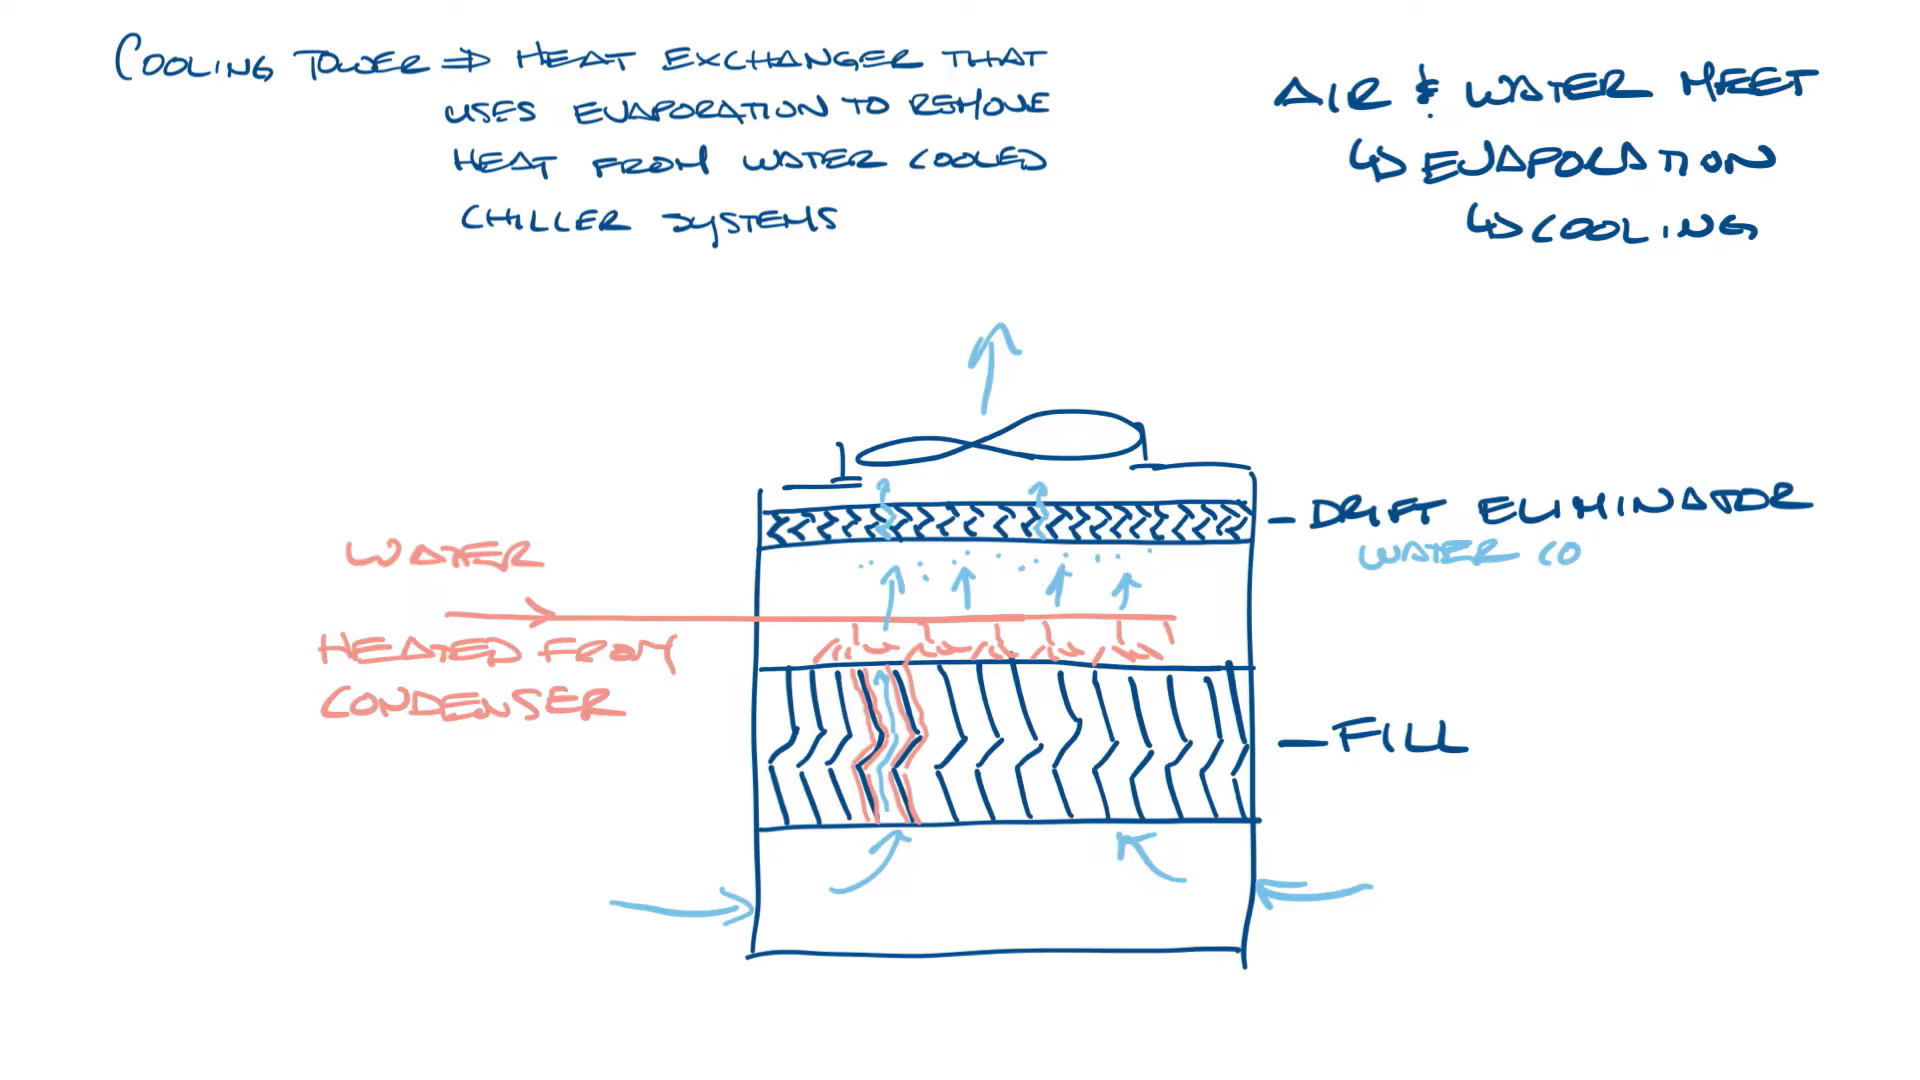 COOLING TOWER ⇒ HEAT EXCHANGER THAT
USES EVAPORATION TO REMOVE
HEAT FROM WATER COOLED
CHILLER SYSTEMS
AIR & WATER MEET
↳ EVAPORATION
↳ COOLING
- DRIFT ELIMINATOR
WATER CO
WATER
HEATED FROM
CONDENSER
- FILL